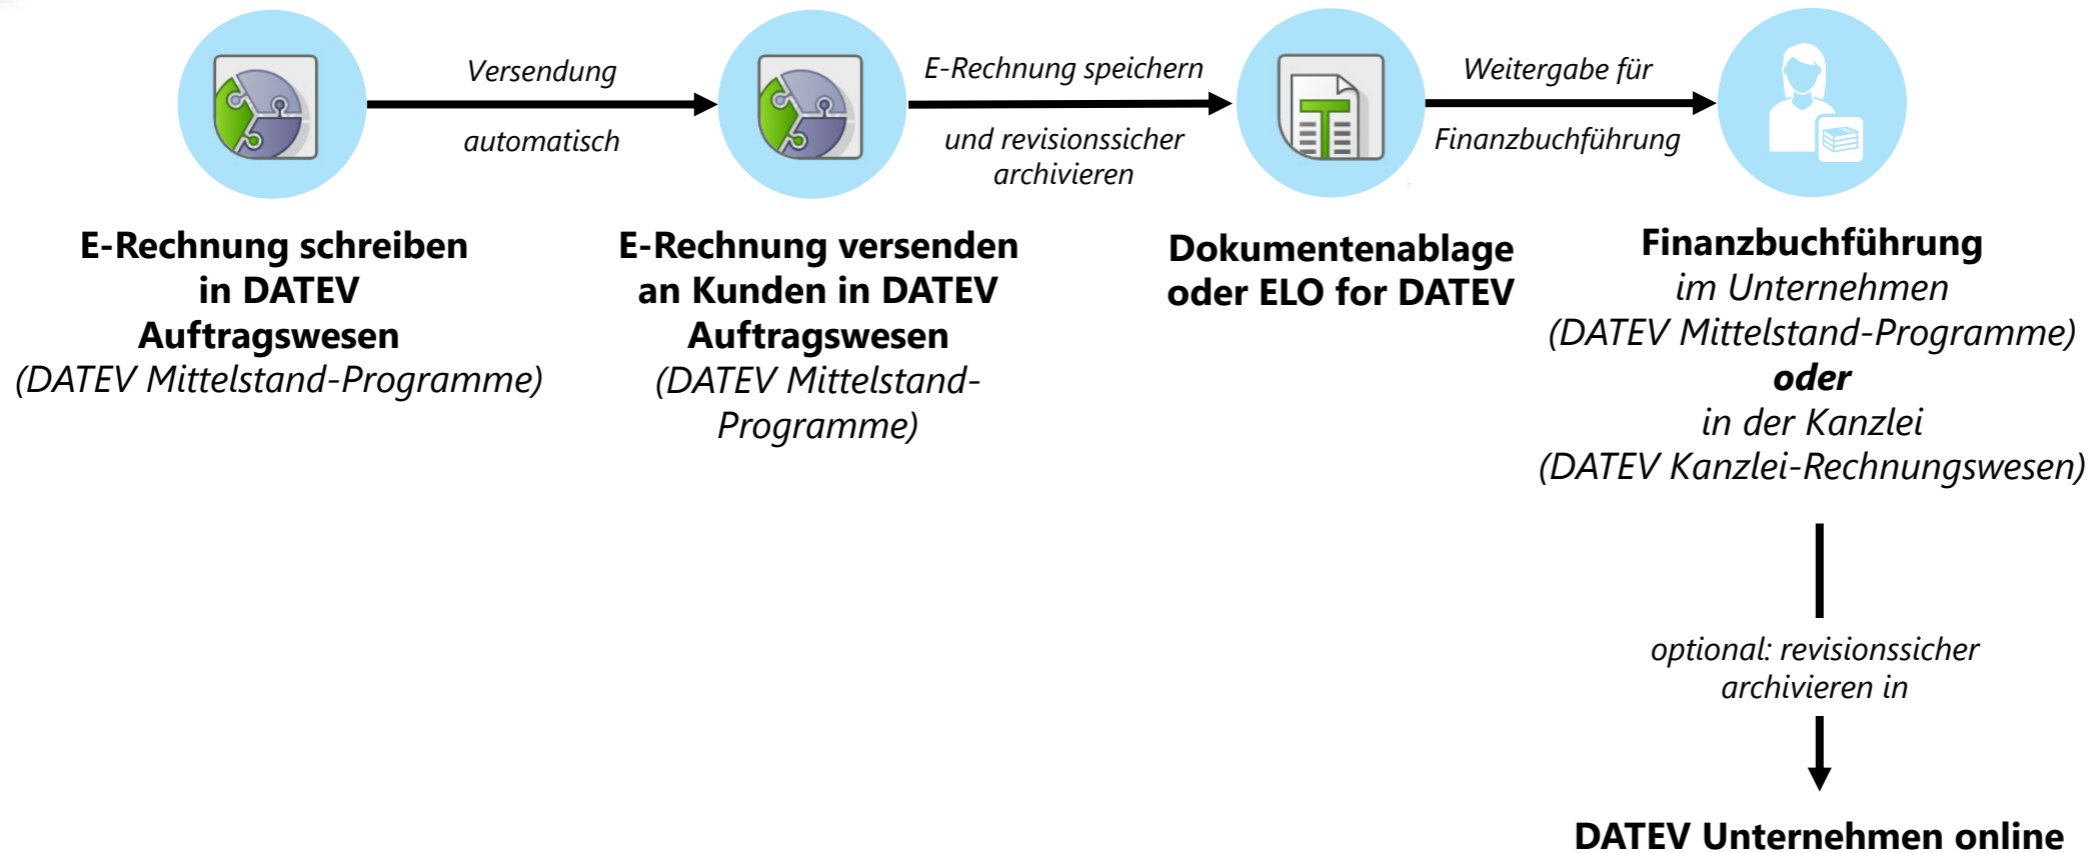 Versendung
automatisch
E-Rechnung speichern
und revisionssicher
archivieren
Weitergabe für
Finanzbuchführung
E-Rechnung schreiben
in DATEV
Auftragswesen
(DATEV Mittelstand-Programme)
E-Rechnung versenden
an Kunden in DATEV
Auftragswesen
(DATEV Mittelstand-
Programme)
Dokumentenablage
oder ELO for DATEV
Finanzbuchführung
im Unternehmen
(DATEV Mittelstand-Programme)
oder
in der Kanzlei
(DATEV Kanzlei-Rechnungswesen)
optional: revisionssicher
archivieren in
DATEV Unternehmen online